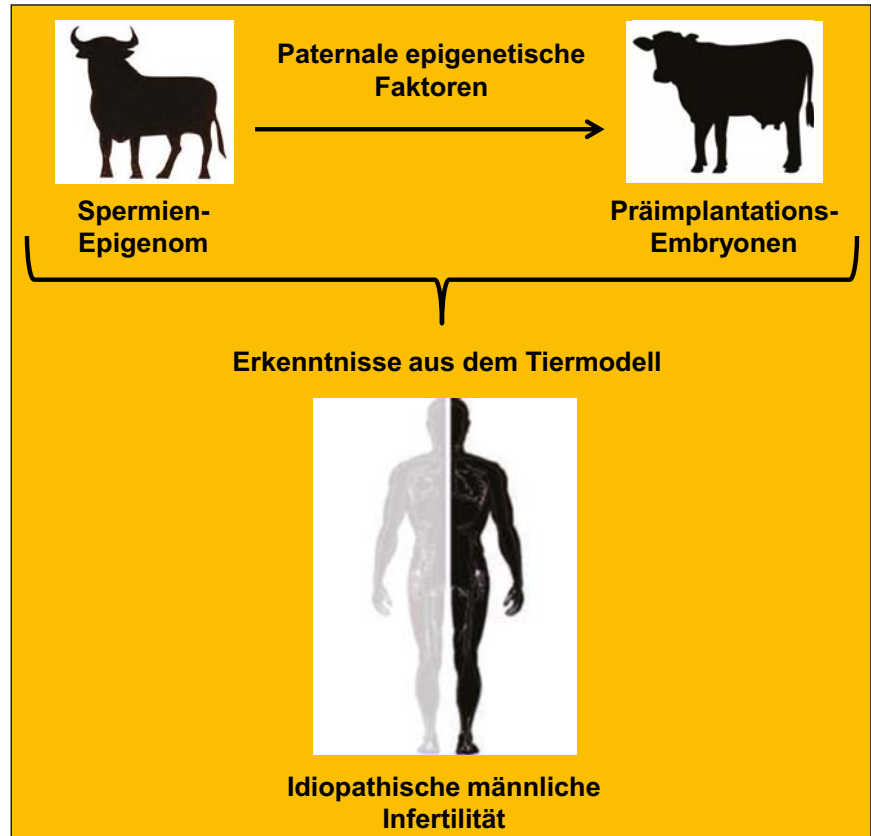 Paternale epigenetische
Faktoren
Spermien-
Epigenom
Präimplantations-
Embryonen
Erkenntnisse aus dem Tiermodell
Idiopathische männliche
Infertilität